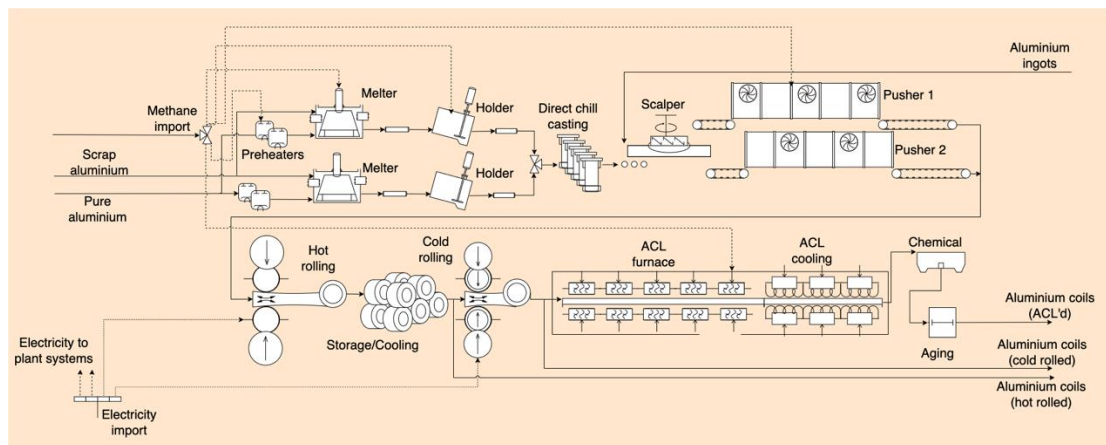 Aluminium
ingots
Melter
Holder
Direct chill
casting
Scalper
Pusher 1
Methane
import
Preheaters
Pusher 2
Scrap
aluminium
Melter
Holder
Pure
aluminium
Hot
rolling
Cold
rolling
ACL
furnace
ACL
cooling
Chemical
Storage/Cooling
Aluminium coils
(ACL'd)
Aging
Aluminium coils
(cold rolled)
Electricity to
plant systems
Aluminium coils
(hot rolled)
Electricity
import